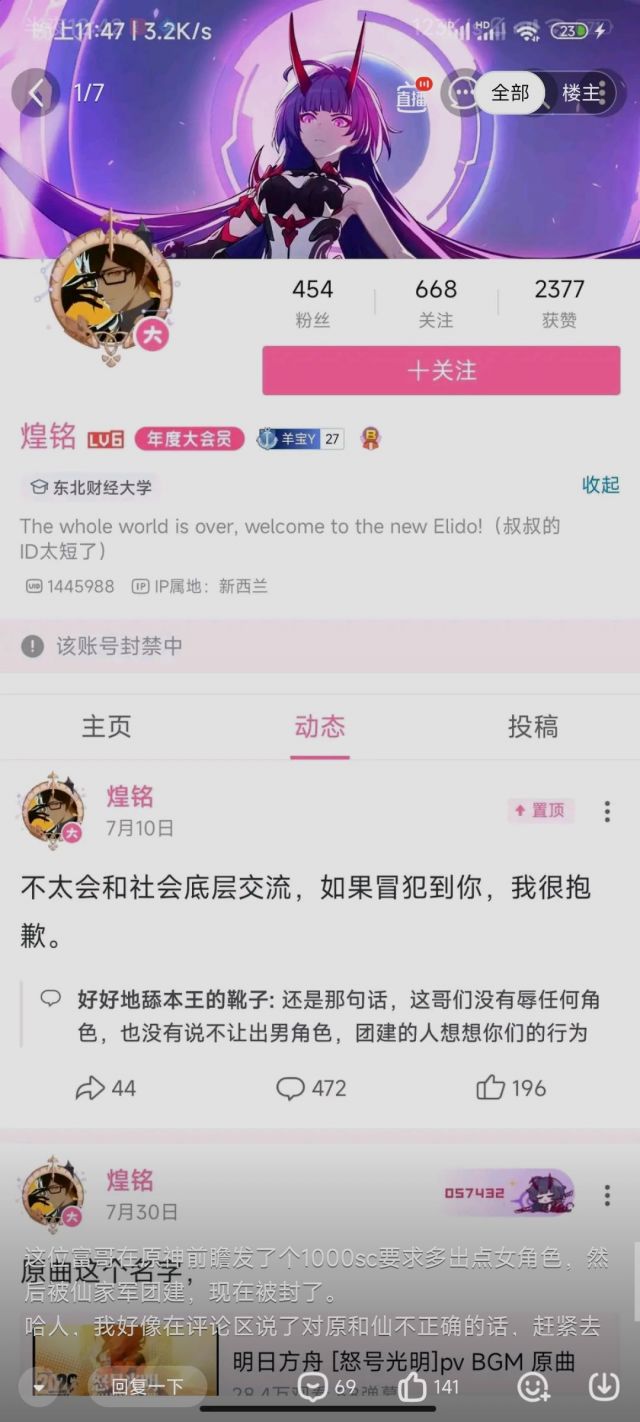 晚上11:47 | 3.2K/s
HD
23
1/7
直播
全部
楼主
454
668
2377
粉丝
关注
获赞
大
十关注
煌铭 LV6 年度大会员 羊宝Y 27
东北财经大学
收起
The whole world is over, welcome to the new Elido!（叔叔的
ID太短了）
UID 1445988 IP IP属地：新西兰
该账号封禁中
主页
动态
投稿
煌铭
大
7月10日
置顶
不太会和社会底层交流，如果冒犯到你，我很抱
歉。
好好地舔本王的靴子: 还是那句话，这哥们没有辱任何角
色，也没有说不让出男角色，团建的人想想你们的行为
44
472
196
煌铭
大
7月30日
057432
原曲这个名字，
这位富哥在原神前瞻发了个1000sc要求多出点女角色，然
后被仙家军团建，现在被封了。
哈人，我好像在评论区说了对原和仙不正确的话，赶紧去
明日方舟 [怒号光明]pv BGM 原曲
回复一下
69
141